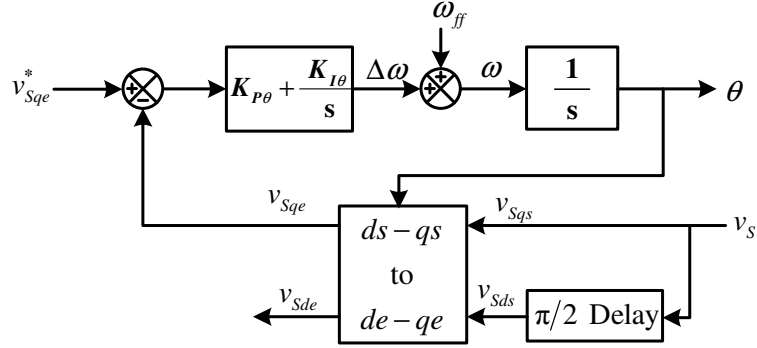 ω_ff
v*_Sqe
+
−
K_Pθ + K_Iθ/s
Δω
+
+
ω
1/s
θ
v_Sqe
ds − qs
to
de − qe
v_Sqs
v_S
v_Sde
v_Sds
π/2 Delay